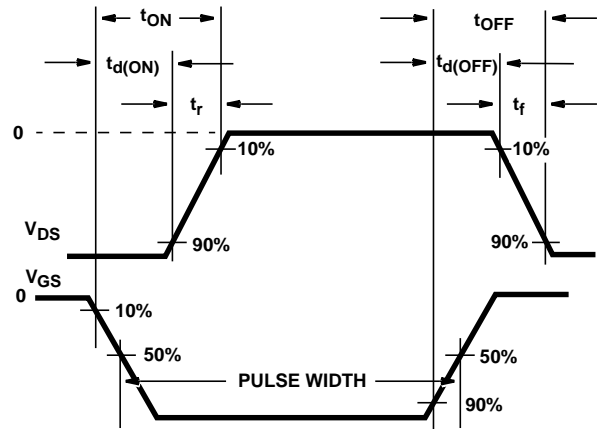 tON tOFF
td(ON) td(OFF)
tr tf
0
10% 10%
VDS 90% 90%
VGS
0
10%
50% 50%
PULSE WIDTH
90%